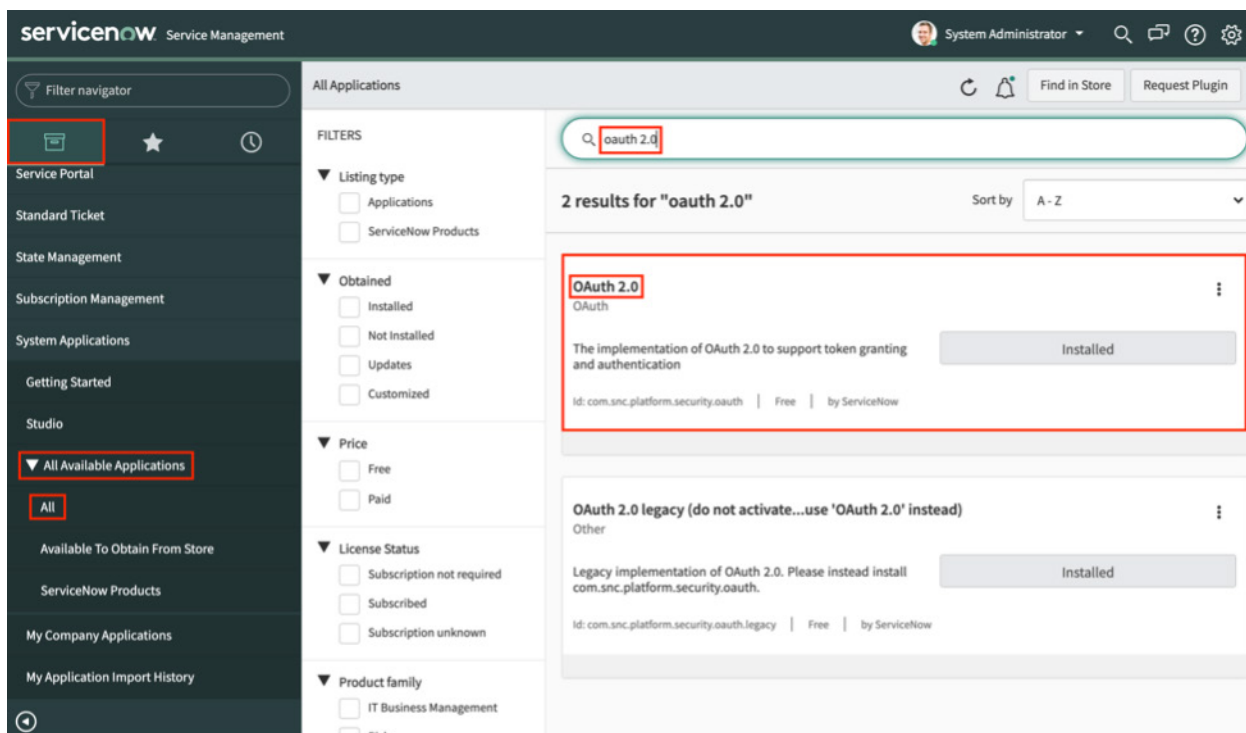 servicenow Service Management
System Administrator
Filter navigator
Service Portal
Standard Ticket
State Management
Subscription Management
System Applications
Getting Started
Studio
All Available Applications
All
Available To Obtain From Store
ServiceNow Products
My Company Applications
My Application Import History
All Applications
Find in Store
Request Plugin
FILTERS
Listing type
Applications
ServiceNow Products
Obtained
Installed
Not Installed
Updates
Customized
Price
Free
Paid
License Status
Subscription not required
Subscribed
Subscription unknown
Product family
IT Business Management
oauth 2.0
2 results for "oauth 2.0"
Sort by
A - Z
OAuth 2.0
OAuth
The implementation of OAuth 2.0 to support token granting
and authentication
Installed
Id: com.snc.platform.security.oauth | Free | by ServiceNow
OAuth 2.0 legacy (do not activate...use 'OAuth 2.0' instead)
Other
Legacy implementation of OAuth 2.0. Please instead install
com.snc.platform.security.oauth.
Installed
Id: com.snc.platform.security.oauth.legacy | Free | by ServiceNow